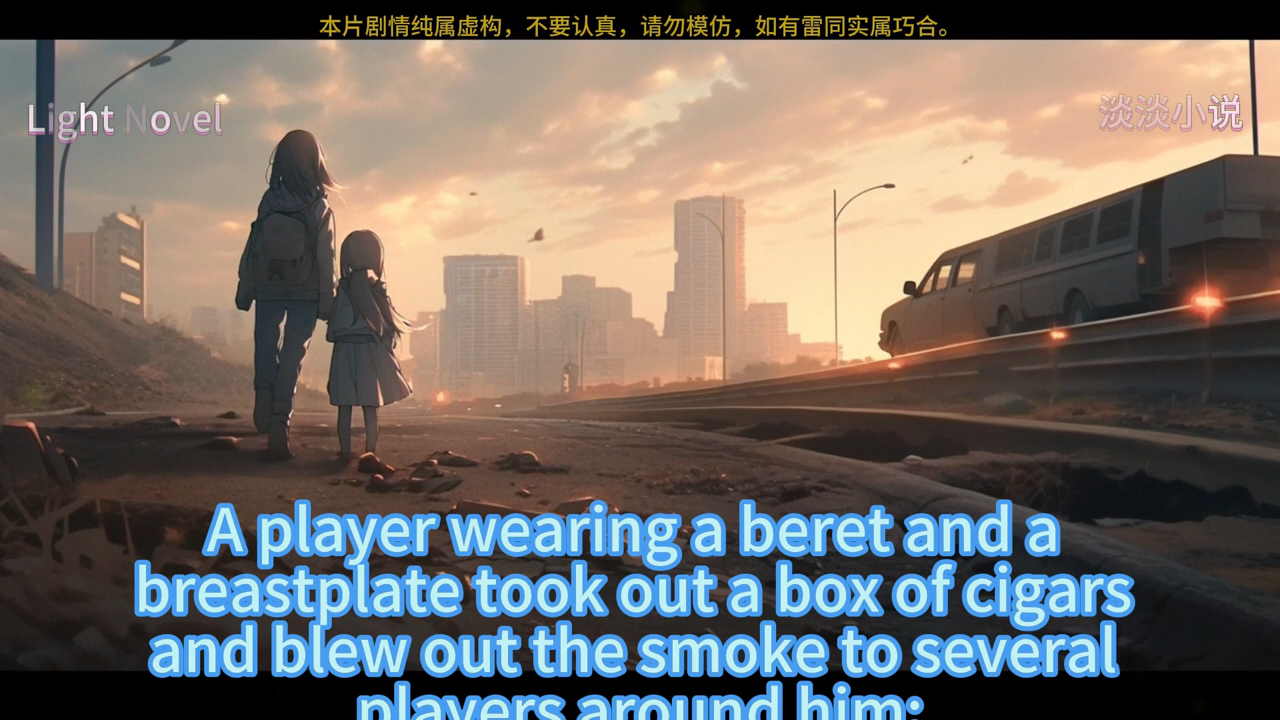 本片剧情纯属虚构，不要认真，请勿模仿，如有雷同实属巧合。
Light Novel
淡淡小说
A player wearing a beret and a
breastplate took out a box of cigars
and blew out the smoke to several
players around him: